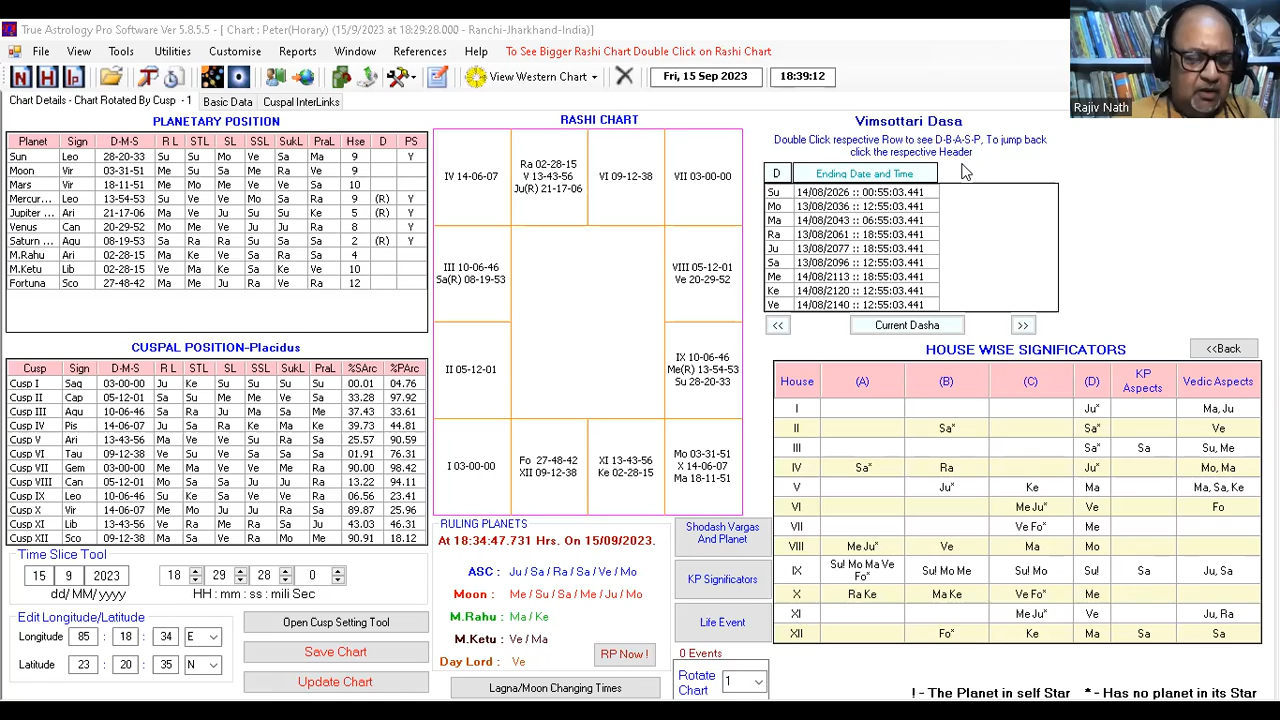 True Astrology Pro Software Ver 5.8.5.5 - [ Chart : Peter(Horary) (15/9/2023 at 18:29:28.000 - Ranchi-Jharkhand-India)]
File View Tools Utilities Customise Reports Window References Help To See Bigger Rashi Chart Double Click on Rashi Chart
N H Ip View Western Chart Fri, 15 Sep 2023 18:39:12
Rajiv Nath
Chart Details - Chart Rotated By Cusp - 1 Basic Data Cuspal InterLinks
PLANETARY POSITION
Planet Sign D-M-S R L STL SL SSL SukL PraL Hse D PS
Sun Leo 28-20-33 Su Su Mo Ve Sa Ma 9 Y
Moon Vir 03-31-51 Me Su Sa Me Ju Ve 9
Mars Vir 18-11-51 Me Mo Me Ve Ve Sa 10
Mercur... Leo 13-54-53 Su Ve Ve Ra Ra Sa 9 (R) Y
Jupiter ... Ari 21-17-06 Ma Ve Ju Su Su Ke 5 (R) Y
Venus Can 20-29-52 Mo Me Ve Ju Ju Su 8 Y
Saturn ... Aqu 08-19-53 Sa Ra Ra Su Sa Sa 2 (R) Y
M.Rahu Ari 02-28-15 Ma Ke Su Sa Ra Sa 4
M.Ketu Lib 02-28-15 Ve Ma Ke Sa Ke Ve 10
Fortuna Sco 27-48-42 Ma Me Ju Ra Ve Ra 12
CUSPAL POSITION-Placidus
Cusp Sign D-M-S R L STL SL SSL SukL PraL %SArc %PArc
Cusp I Sag 03-00-00 Ju Ke Su Su Su Me 00.01 04.76
Cusp II Cap 05-12-01 Sa Su Me Ve Ke Ma 33.28 97.92
Cusp III Aqu 10-06-46 Sa Ra Ju Ma Sa Me 37.43 33.61
Cusp IV Pis 14-06-07 Ju Sa Ra Ke Ma Sa 39.73 44.81
Cusp V Ari 13-43-56 Ma Ve Ve Su Ra Ma 25.57 90.59
Cusp VI Tau 09-12-38 Ve Su Ve Ve Su Sa 01.91 76.31
Cusp VII Gem 03-00-00 Me Ma Ve Ve Me Ma 90.00 98.42
Cusp VIII Can 05-12-01 Mo Sa Sa Me Ju Ma 13.22 94.11
Cusp IX Leo 10-06-46 Su Ke Sa Ve Ve Ra 06.56 23.41
Cusp X Vir 14-06-07 Me Mo Ju Ju Su Ke 89.87 25.96
Cusp XI Lib 13-43-56 Ve Ra Me Ra Sa Ju 43.03 46.31
Cusp XII Sco 09-12-38 Ma Sa Ve Ra Me Sa 90.91 18.12
Time Slice Tool
15 9 2023 18 29 28 0
dd/ MM/ yyyy HH : mm : ss : mili Sec
Edit Longitude/Latitude
Longitude 85 : 18 : 34 E
Latitude 23 : 20 : 35 N
Open Cusp Setting Tool
Save Chart
Update Chart
RASHI CHART
IV 14-06-07
Ra 02-28-15
V 13-43-56
Ju(R) 21-17-06
VI 09-12-38
VII 03-00-00
III 10-06-46
Sa(R) 08-19-53
VIII 05-12-01
Ve 20-29-52
II 05-12-01
IX 10-06-46
Me(R) 13-54-53
Su 28-20-33
I 03-00-00
Fo 27-48-42
XII 09-12-38
XI 13-43-56
Ke 02-28-15
Mo 03-31-51
X 14-06-07
Ma 18-11-51
RULING PLANETS
At 18:34:47.731 Hrs. On 15/09/2023.
ASC: Ju / Sa / Ra / Sa / Ve / Mo
Moon: Me / Su / Sa / Me / Ju / Mo
M.Rahu: Ma / Ke
M.Ketu: Ve / Ma
Day Lord : Ve
RP Now !
Lagna/Moon Changing Times
Shodash Vargas
And Planet
KP Significators
Life Event
0 Events
Rotate
Chart 1
Vimsottari Dasa
Double Click respective Row to see D-B-A-S-P, To jump back
click the respective Header
D Ending Date and Time
Su 14/08/2026 :: 00:55:03.441
Mo 13/08/2036 :: 12:55:03.441
Ma 14/08/2043 :: 06:55:03.441
Ra 13/08/2061 :: 18:55:03.441
Ju 13/08/2077 :: 18:55:03.441
Sa 13/08/2096 :: 12:55:03.441
Me 14/08/2113 :: 18:55:03.441
Ke 14/08/2120 :: 12:55:03.441
Ve 14/08/2140 :: 12:55:03.441
<< Current Dasha >>
HOUSE WISE SIGNIFICATORS <<Back
House (A) (B) (C) (D) KP Aspects Vedic Aspects
I Ju* Ma, Ju
II Sa* Sa* Ve
III Sa* Sa Su, Me
IV Sa* Ra Ju* Mo, Ma
V Ju* Ke Ma Ma, Sa, Ke
VI Me Ju* Ve Fo
VII Ve Fo* Me
VIII Me Ju* Ve Ma Mo
IX Su! Mo Ma Ve Fo* Su! Mo Me Su! Mo Su! Sa Ju, Sa
X Ra Ke Ma Ke Ve Fo* Me
XI Me Ju* Ve Ju, Ra
XII Fo* Ke Ma Sa Sa
! - The Planet in self Star * - Has no planet in its Star